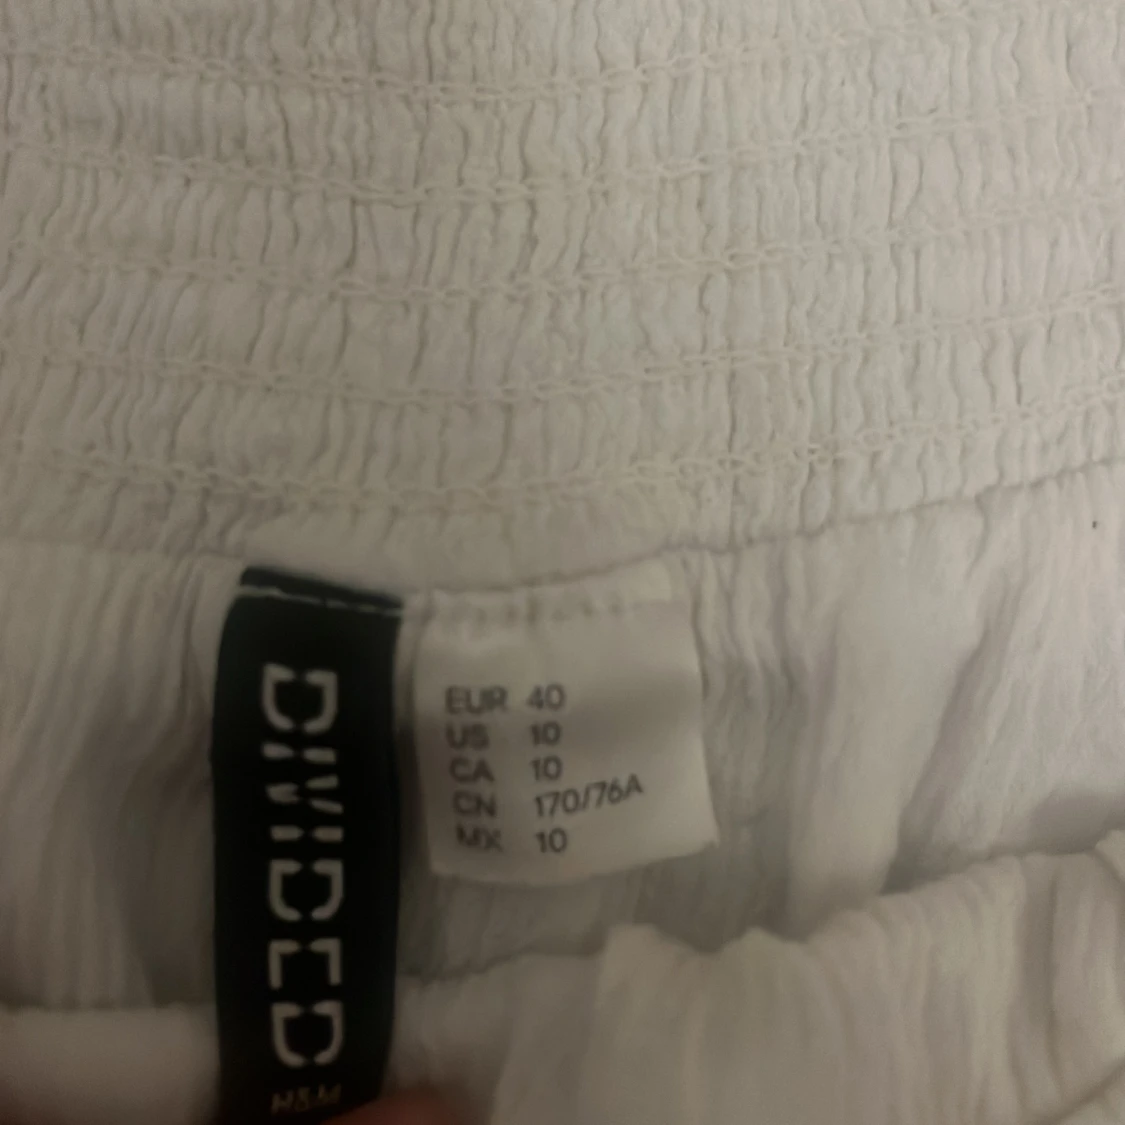 DIVIDED
H&M
EUR 40
US 10
CA 10
CN 170/76A
MX 10